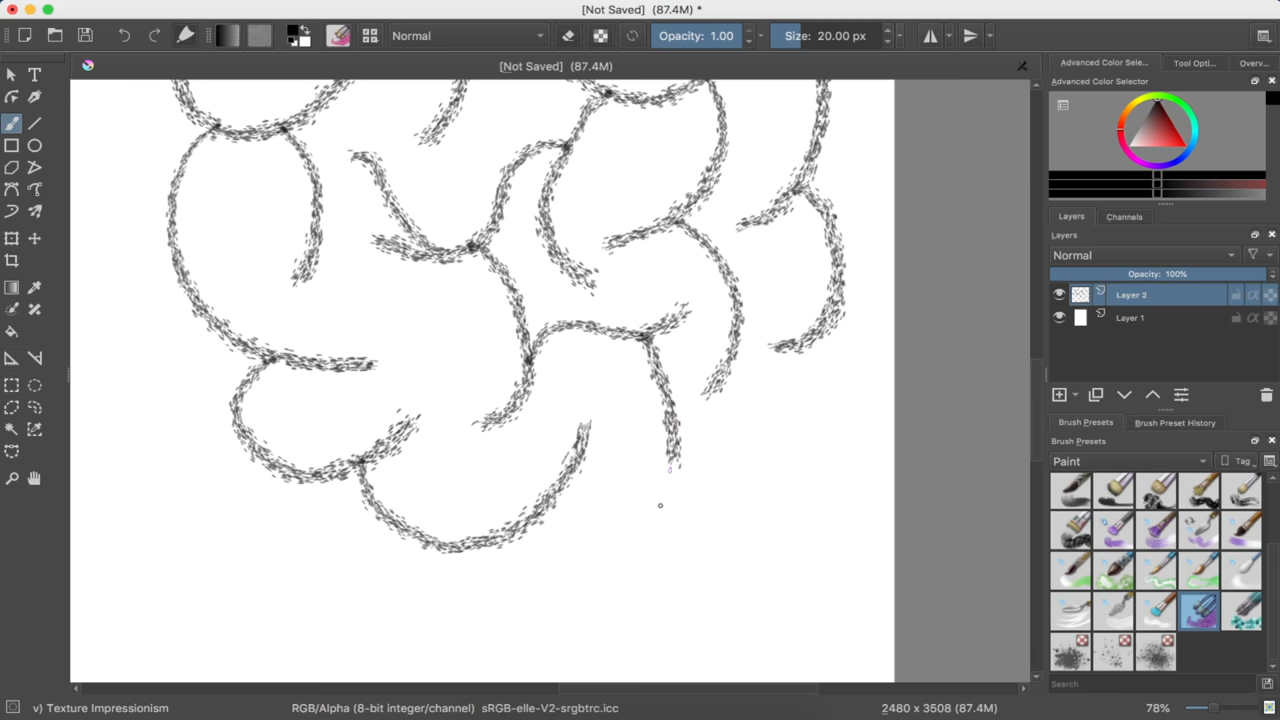 [Not Saved] (87.4M) *
Normal
Opacity: 1.00
Size: 20.00 px
[Not Saved] (87.4M)
Advanced Color Sele...
Tool Opti...
Overv...
Advanced Color Selector
Layers
Channels
Layers
Normal
Opacity: 100%
Layer 2
Layer 1
Brush Presets
Brush Preset History
Brush Presets
Paint
Tag
Search
v) Texture Impressionism
RGB/Alpha (8-bit integer/channel) sRGB-elle-V2-srgbtrc.icc
2480 x 3508 (87.4M)
78%